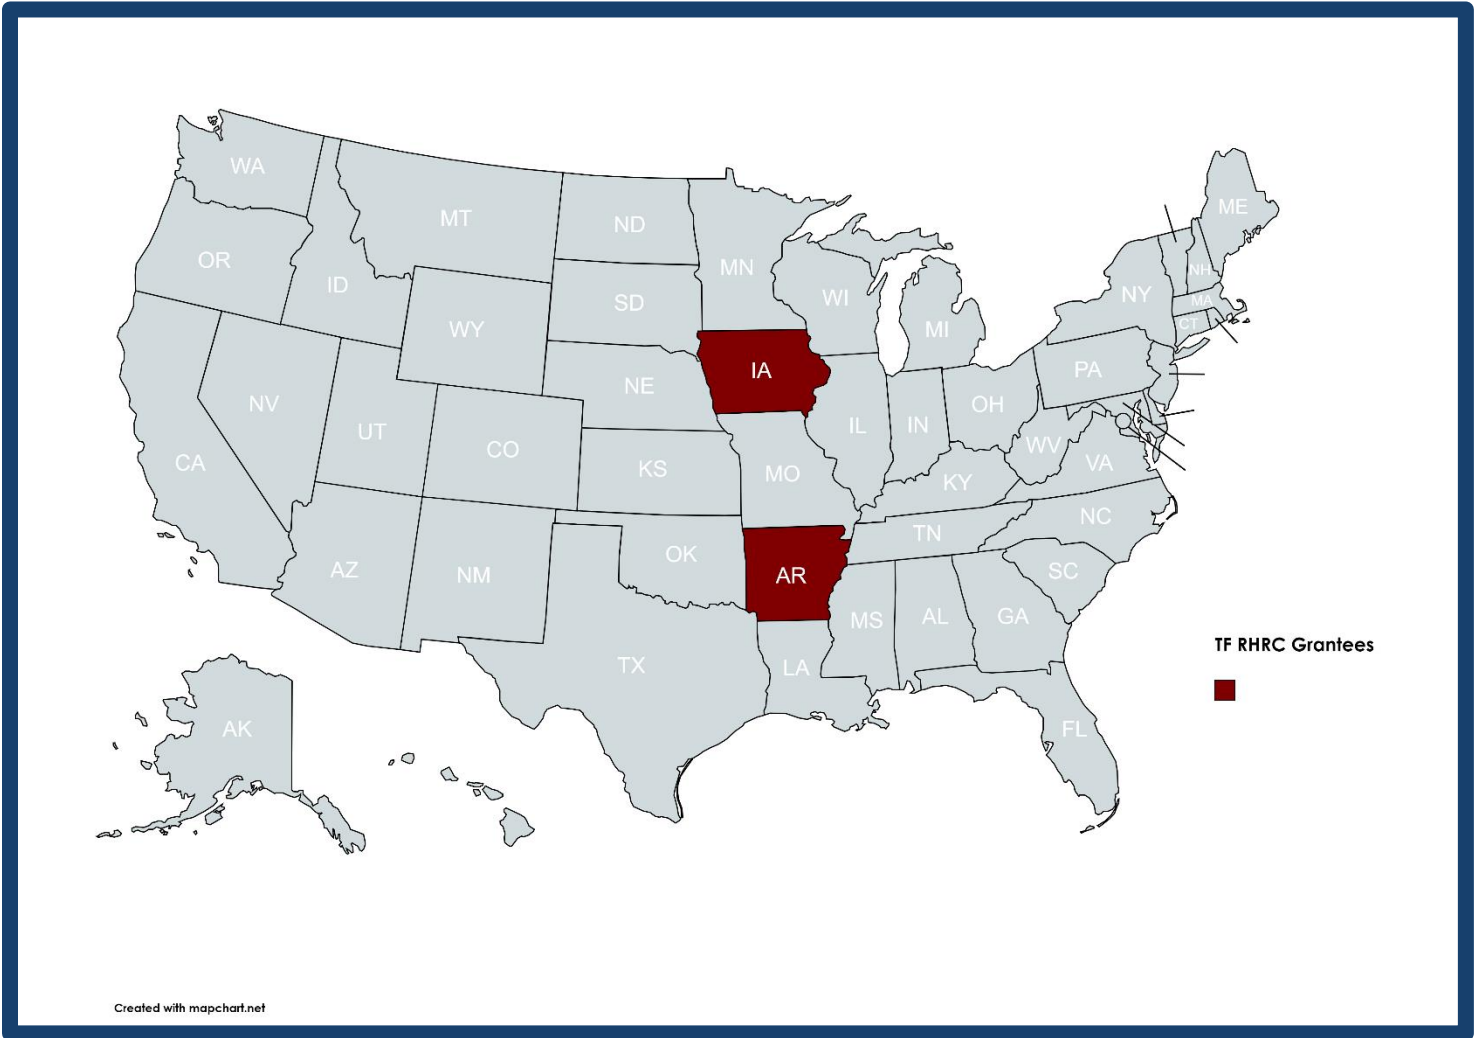 WA
MT
ND
MN
ME
OR
ID
SD
WI
MI
NY
NH
MA
CT
WY
IA
PA
NE
NV
UT
CO
IL
IN
OH
WV
VA
CA
KS
MO
KY
NC
TN
OK
AZ
NM
AR
SC
MS
AL
GA
TX
LA
TF RHRC Grantees
AK
FL
Created with mapchart.net